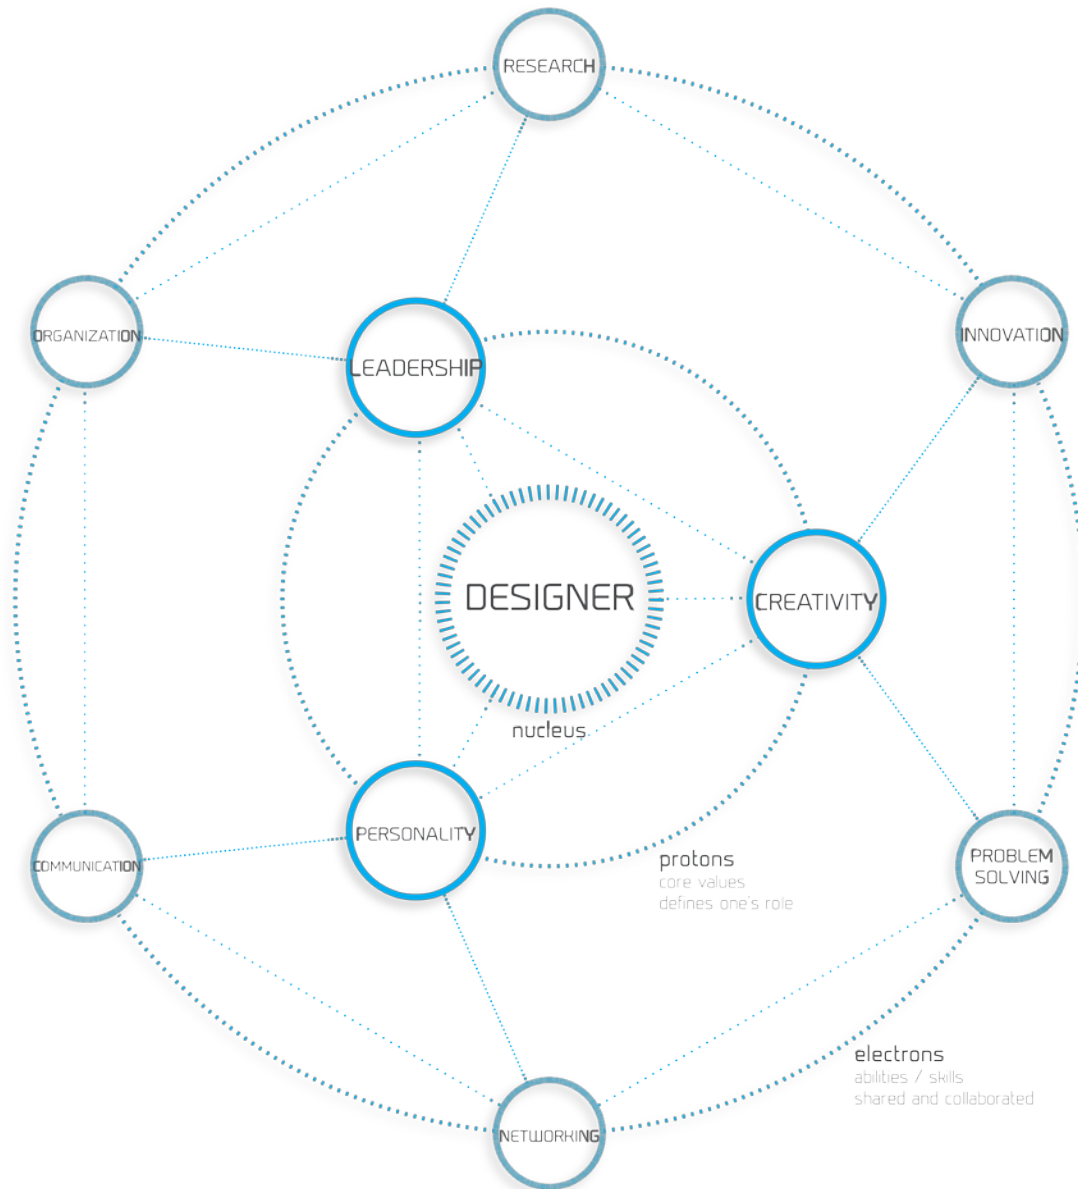 RESEARCH
ORGANIZATION
INNOVATION
LEADERSHIP
DESIGNER
CREATIVITY
nucleus
PERSONALITY
COMMUNICATION
protons
core values
defines one's role
PROBLEM
SOLVING
electrons
abilities / skills
shared and collaborated
NETWORKING